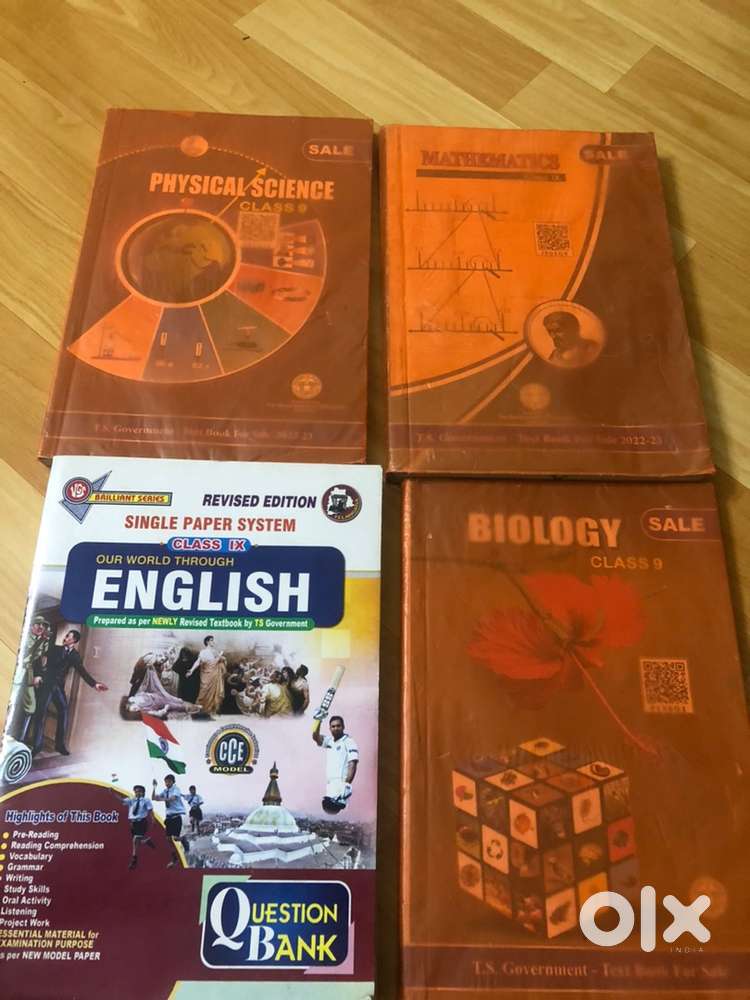 SALE
PHYSICAL SCIENCE
CLASS 9
T.S. Government - Text Book For Sale 2022-23
MATHEMATICS
SALE
CLASS IX
T.S. Government - Text Book For Sale 2022-23
VGS
BRILLIANT SERIES
REVISED EDITION
TELANGANA
SINGLE PAPER SYSTEM
CLASS IX
OUR WORLD THROUGH
ENGLISH
Prepared as per NEWLY Revised Textbook by TS Government
CCE
MODEL
Highlights of This Book
Pre-Reading
Reading Comprehension
Vocabulary
Grammar
Writing
Study Skills
Oral Activity
Listening
Project Work
ESSENTIAL MATERIAL for
EXAMINATION PURPOSE
as per NEW MODEL PAPER
QUESTION
BANK
BIOLOGY
SALE
CLASS 9
T.S. Government - Text Book For Sale
olx
INDIA